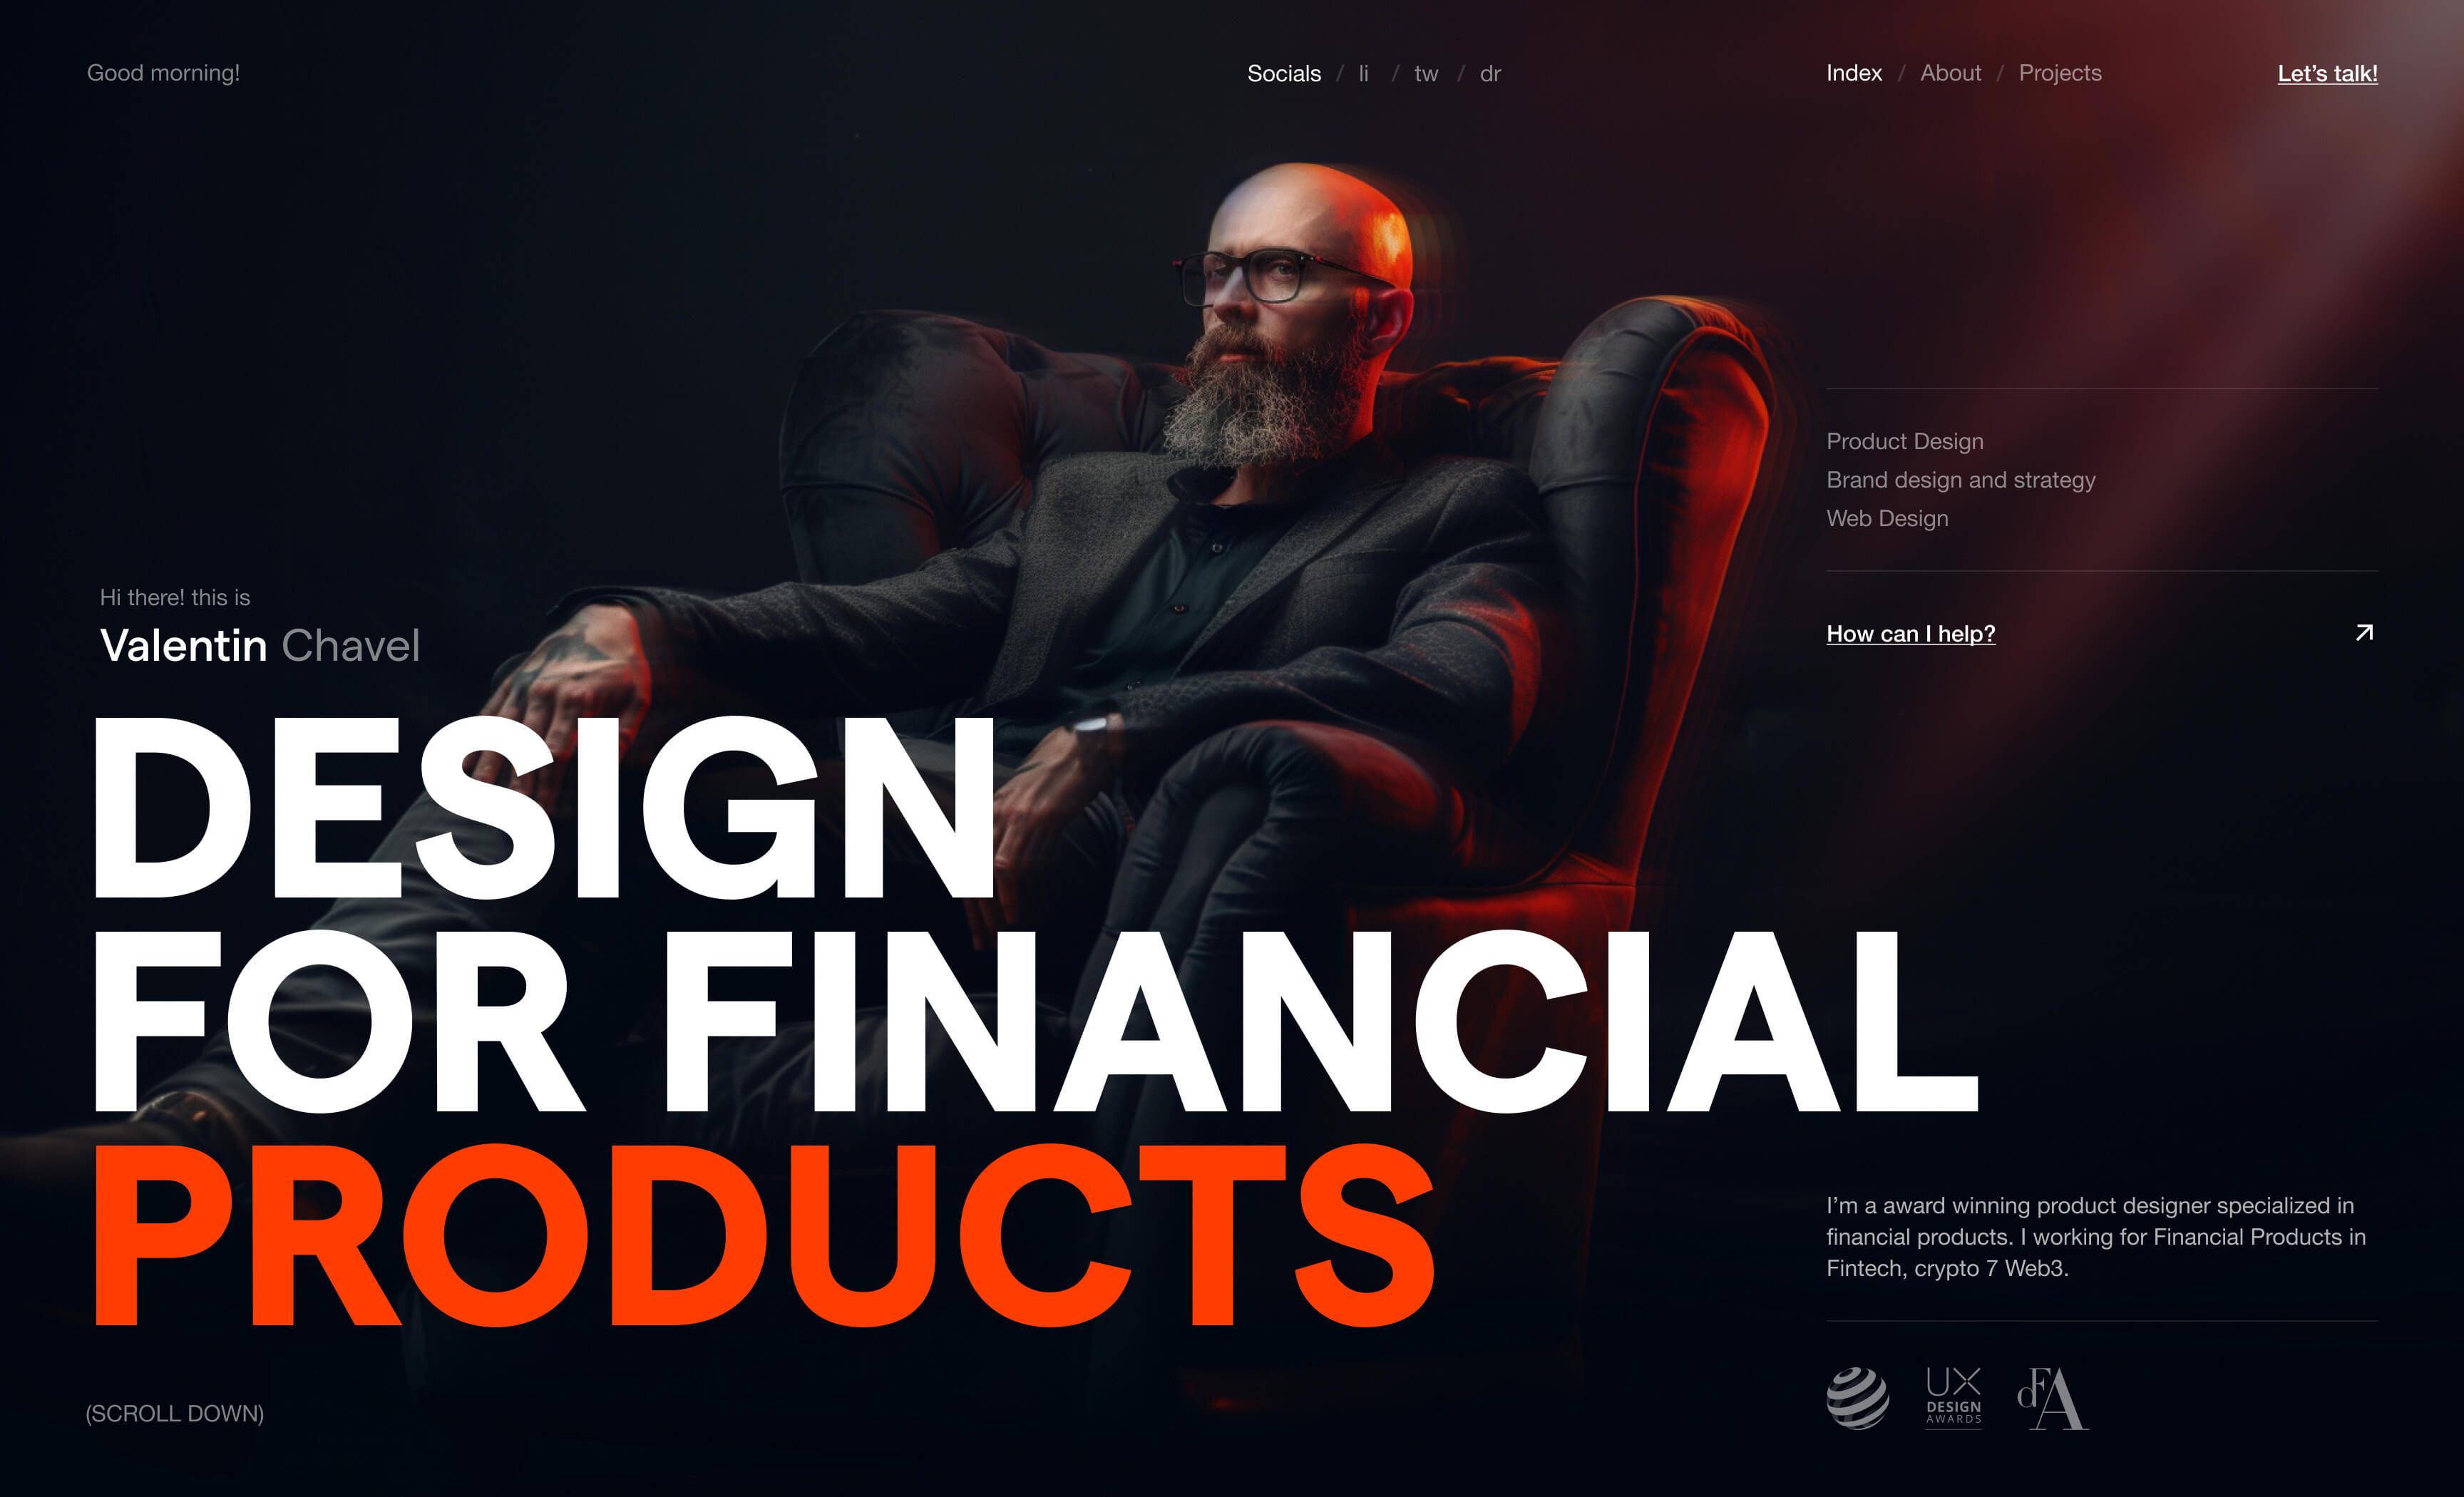 Good morning!
Socials / li / tw / dr
Index / About / Projects
Let’s talk!
Product Design
Brand design and strategy
Web Design
How can I help?
Hi there! this is
Valentin Chavel
DESIGN
FOR FINANCIAL
PRODUCTS
I’m a award winning product designer specialized in
financial products. I working for Financial Products in
Fintech, crypto 7 Web3.
(SCROLL DOWN)
UX
DESIGN
AWARDS
dFA